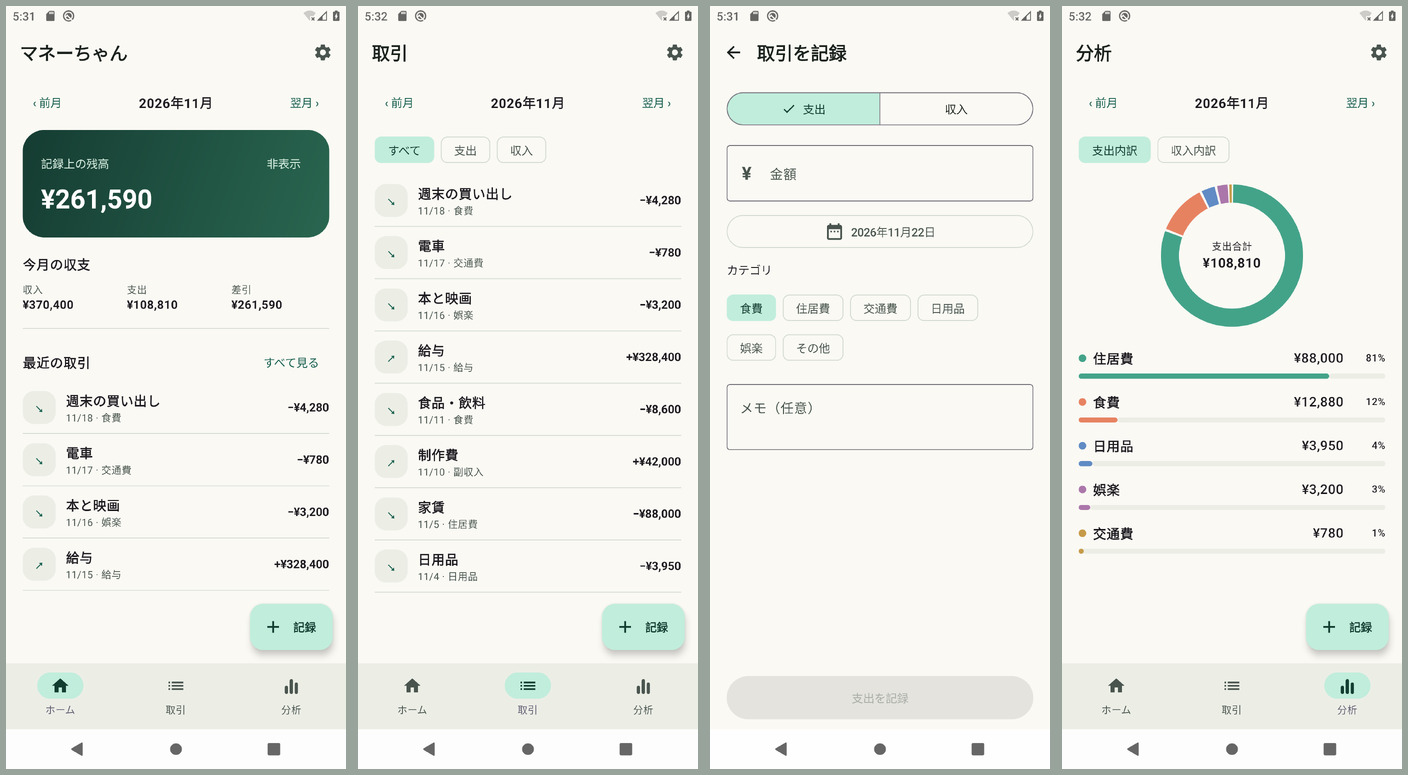 5:31
マネーちゃん
‹ 前月 2026年11月 翌月 ›
記録上の残高 非表示
¥261,590
今月の収支
収入 支出 差引
¥370,400 ¥108,810 ¥261,590
最近の取引 すべて見る
週末の買い出し −¥4,280
11/18 · 食費
電車 −¥780
11/17 · 交通費
本と映画 −¥3,200
11/16 · 娯楽
給与 +¥328,400
11/15 · 給与
+ 記録
ホーム 取引 分析
5:32
取引
‹ 前月 2026年11月 翌月 ›
すべて 支出 収入
週末の買い出し −¥4,280
11/18 · 食費
電車 −¥780
11/17 · 交通費
本と映画 −¥3,200
11/16 · 娯楽
給与 +¥328,400
11/15 · 給与
食品・飲料 −¥8,600
11/11 · 食費
制作費 +¥42,000
11/10 · 副収入
家賃 −¥88,000
11/5 · 住居費
日用品 −¥3,950
11/4 · 日用品
+ 記録
ホーム 取引 分析
5:31
取引を記録
支出 収入
¥ 金額
2026年11月22日
カテゴリ
食費 住居費 交通費 日用品
娯楽 その他
メモ（任意）
支出を記録
5:32
分析
‹ 前月 2026年11月 翌月 ›
支出内訳 収入内訳
支出合計
¥108,810
住居費 ¥88,000 81%
食費 ¥12,880 12%
日用品 ¥3,950 4%
娯楽 ¥3,200 3%
交通費 ¥780 1%
+ 記録
ホーム 取引 分析